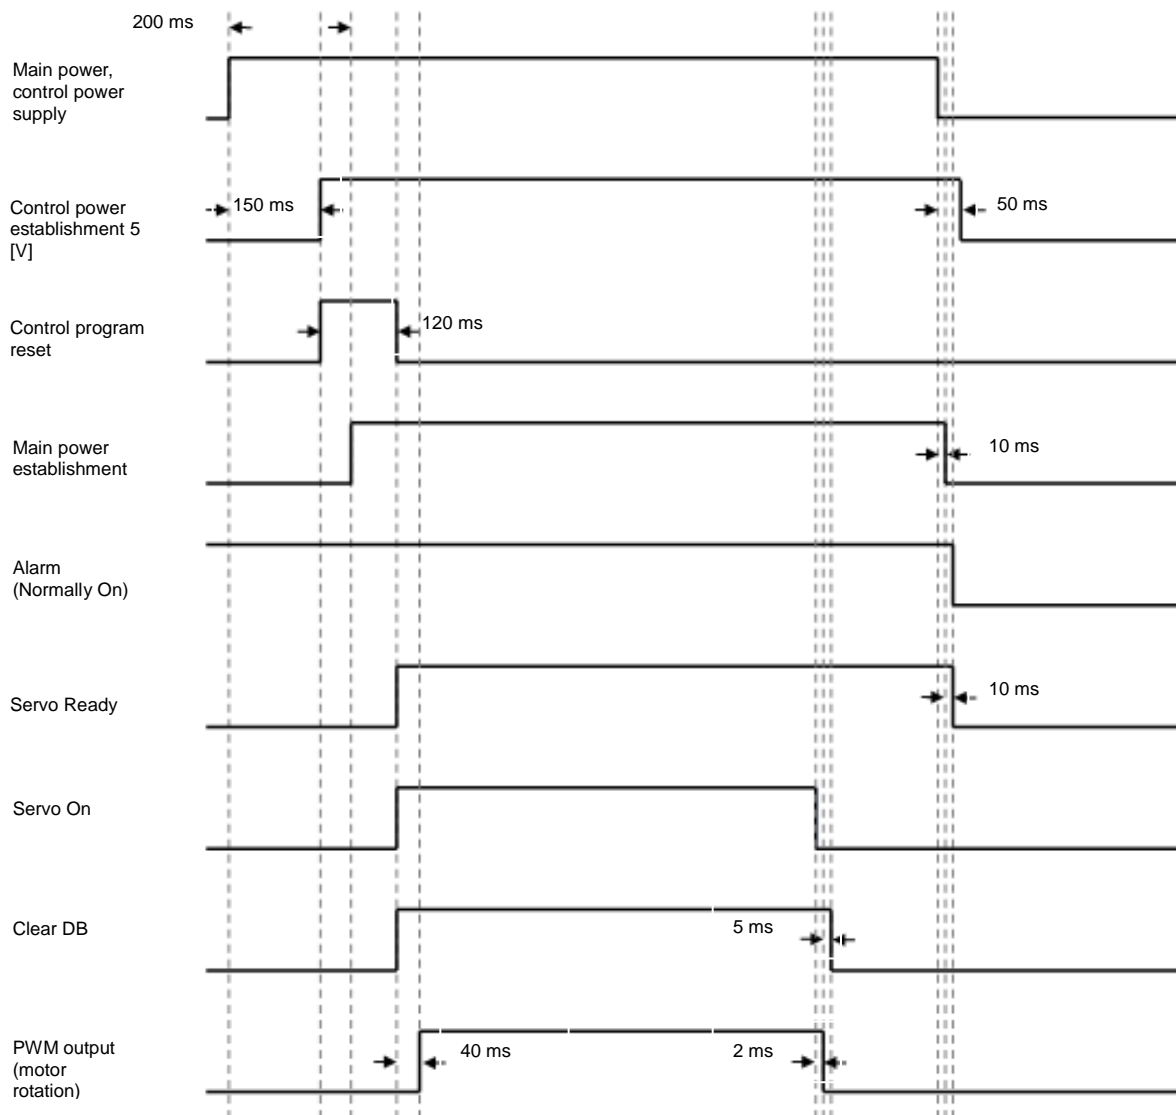 200 ms
Main power,
control power
supply
Control power
establishment 5
[V]
150 ms
50 ms
Control program
reset
120 ms
Main power
establishment
10 ms
Alarm
(Normally On)
Servo Ready
10 ms
Servo On
Clear DB
5 ms
PWM output
(motor
rotation)
40 ms
2 ms